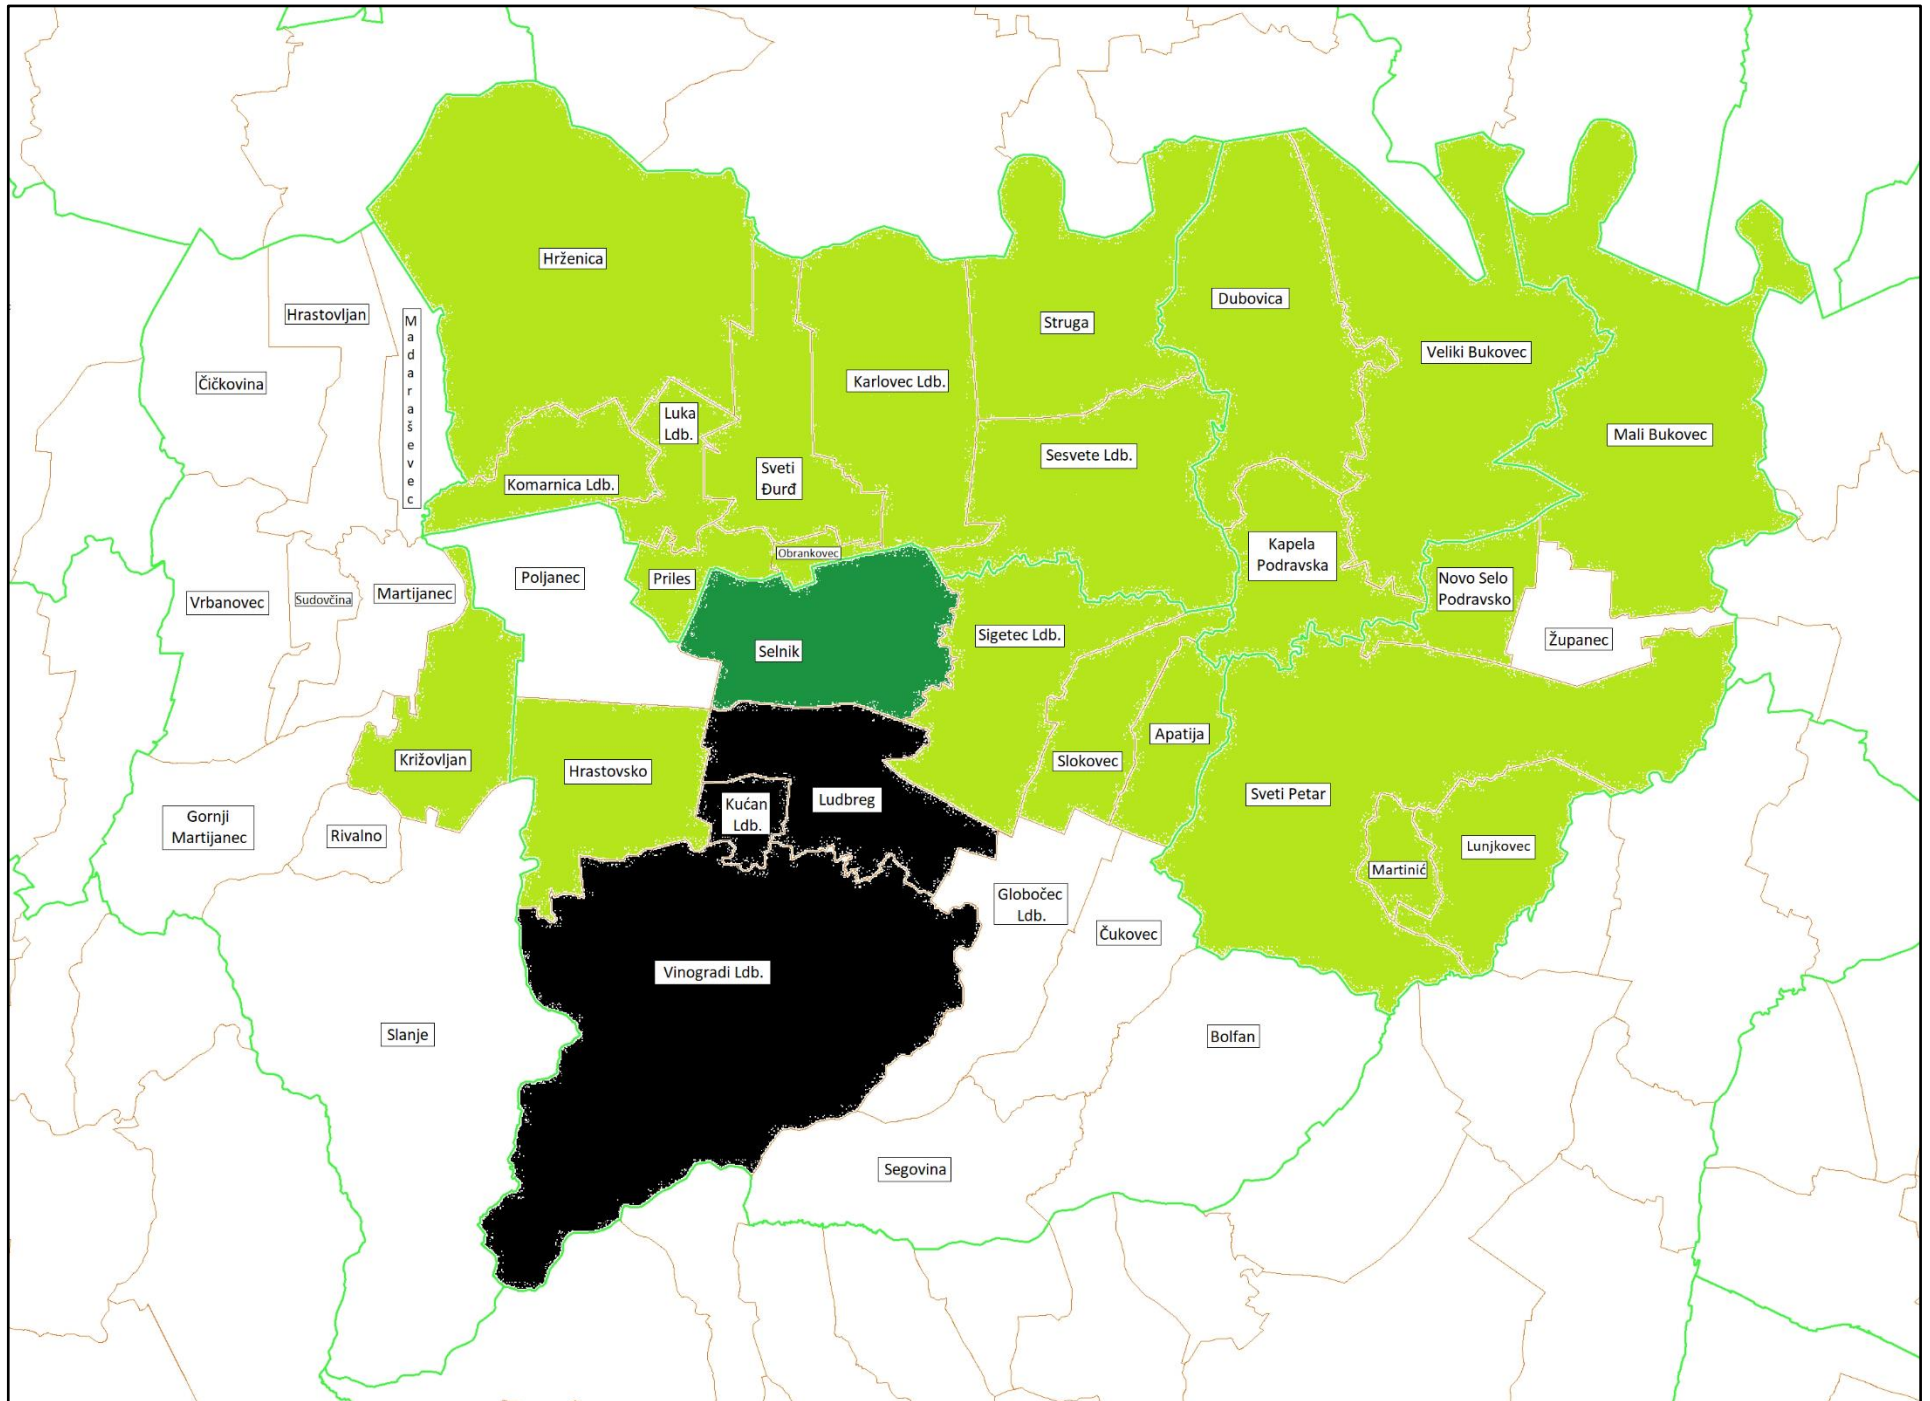 Hrženica
Dubovica
Hrastovljan
Struga
M
a
d
a
r
a
š
e
v
e
c
Veliki Bukovec
Čičkovina
Karlovec Ldb.
Luka
Ldb.
Mali Bukovec
Sesvete Ldb.
Sveti
Đurđ
Komarnica Ldb.
Obrankovec
Kapela
Podravska
Poljanec
Priles
Novo Selo
Podravsko
Martijanec
Vrbanovec
Sudovčina
Sigetec Ldb.
Županec
Selnik
Apatija
Križovljan
Slokovec
Hrastovsko
Sveti Petar
Ludbreg
Kućan
Ldb.
Gornji
Martijanec
Rivalno
Lunjkovec
Martinić
Globočec
Ldb.
Čukovec
Vinogradi Ldb.
Slanje
Bolfan
Segovina